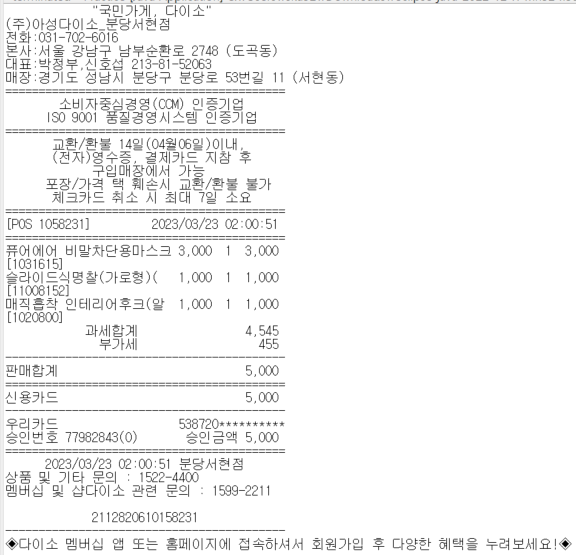 "국민가게, 다이소"
(주)아성다이소_분당서현점
전화:031-702-6016
본사:서울 강남구 남부순환로 2748 (도곡동)
대표:박정부,신호섭 213-81-52063
매장:경기도 성남시 분당구 분당로 53번길 11 (서현동)
========================================
소비자중심경영(CCM) 인증기업
ISO 9001 품질경영시스템 인증기업
========================================
교환/환불 14일(04월06일)이내,
(전자)영수증, 결제카드 지참 후
구입매장에서 가능
포장/가격 택 훼손시 교환/환불 불가
체크카드 취소 시 최대 7일 소요
========================================
[POS 1058231] 2023/03/23 02:00:51
========================================
퓨어에어 비말차단용마스크 3,000 1 3,000
[1031615]
슬라이드식명찰(가로형)( 1,000 1 1,000
[11008152]
매직흡착 인테리어후크(알 1,000 1 1,000
[1020800]
과세합계 4,545
부가세 455
----------------------------------------
판매합계 5,000
========================================
신용카드 5,000
----------------------------------------
우리카드 538720**********
승인번호 77982843(0) 승인금액 5,000
========================================
2023/03/23 02:00:51 분당서현점
상품 및 기타 문의 : 1522-4400
멤버십 및 샵다이소 관련 문의 : 1599-2211
2112820610158231
----------------------------------------
◈다이소 멤버십 앱 또는 홈페이지에 접속하셔서 회원가입 후 다양한 혜택을 누려보세요!◈